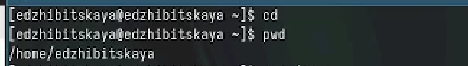 [edzhibitskaya@edzhibitskaya ~]$ cd
[edzhibitskaya@edzhibitskaya ~]$ pwd
/home/edzhibitskaya